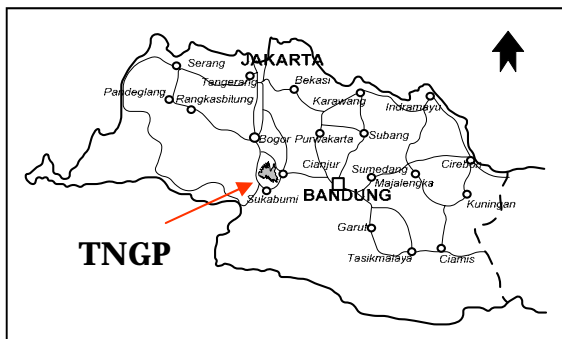 JAKARTA
Serang
Tangerang
Bekasi
Pandeglang
Rangkasbitung
Karawang
Indramayu
Bogor
Purwakarta
Subang
Cianjur
Sumedang
Cirebon
Majalengka
BANDUNG
Sukabumi
Kuningan
Garut
TNGP
Tasikmalaya
Ciamis